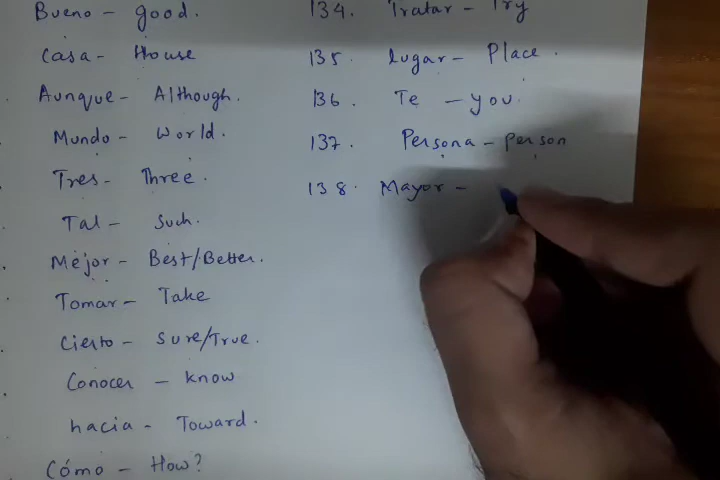 Bueno - good.
Casa - House
Aunque - Although.
Mundo - World.
Tres - Three.
Tal - Such.
Méjor - Best/Better.
Tomar - Take
Cierto - Sure/True.
Conocer - know
hacia - Toward.
Cómo - How?
134. Tratar - Try
135. lugar - Place.
136. Te - you.
137. Persona - Person
138. Mayor -